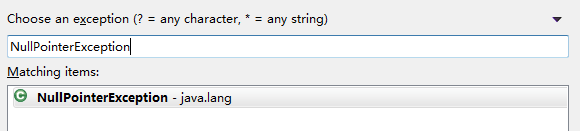 Choose an exception (? = any character, * = any string)
NullPointerException
Matching items:
NullPointerException - java.lang